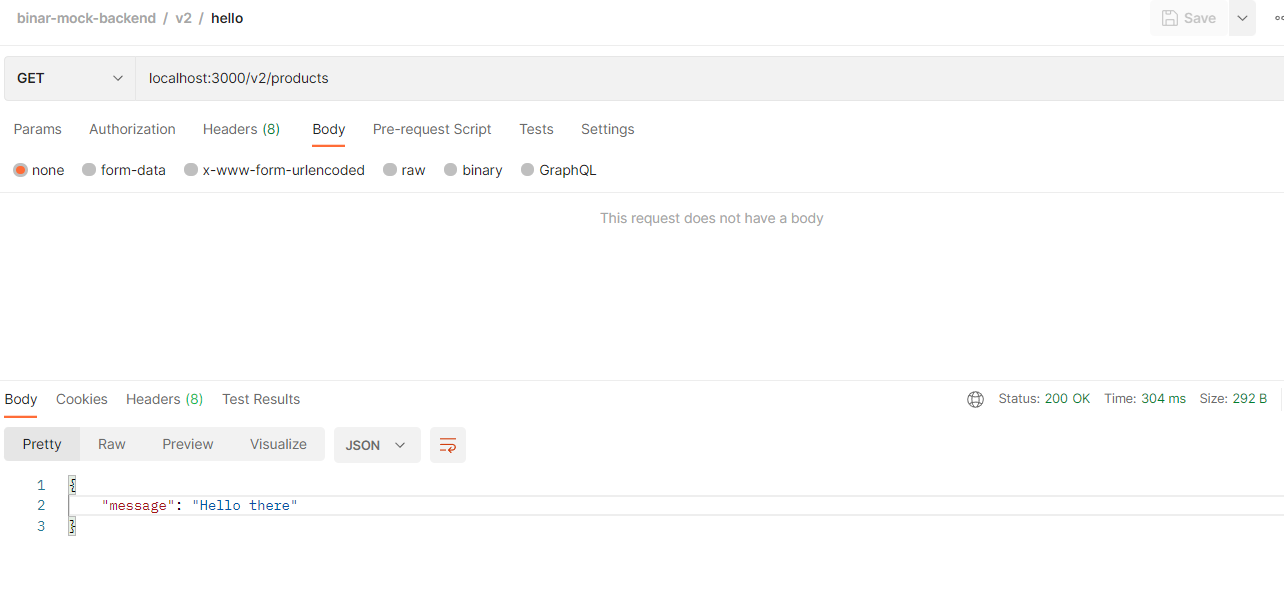 binar-mock-backend / v2 / hello
Save
GET
localhost:3000/v2/products
Params Authorization Headers (8) Body Pre-request Script Tests Settings
none form-data x-www-form-urlencoded raw binary GraphQL
This request does not have a body
Body Cookies Headers (8) Test Results Status: 200 OK Time: 304 ms Size: 292 B
Pretty Raw Preview Visualize JSON
1 {
2 "message": "Hello there"
3 }